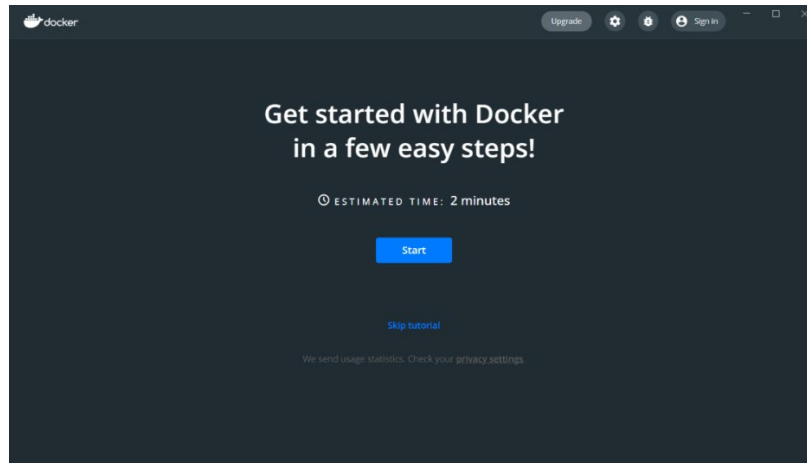 docker
Upgrade
Sign in
Get started with Docker
in a few easy steps!
ESTIMATED TIME: 2 minutes
Start
Skip tutorial
We send usage statistics. Check your privacy settings